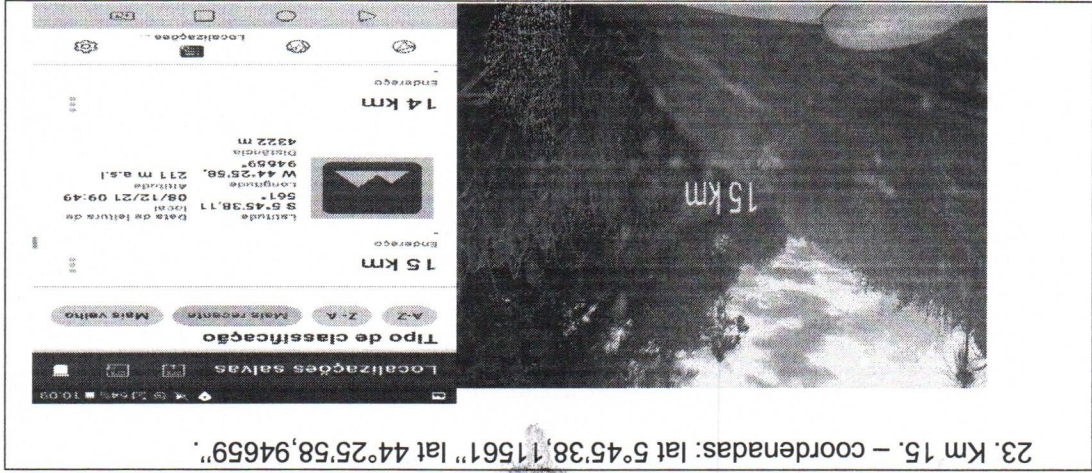 23. Km 15. – coordenadas: lat 5°45'38,11561” lat 44°25'58,94659”.
15 km
10:09
Localizações salvas
Tipo de classificação
A-Z
Z - A
Mais recente
Mais velha
15 km
Endereço
-
Latitude
S 5°45'38,11
561"
Longitude
W 44°25'58,
94659"
Distância
4322 m
Data de leitura de
local
08/12/21 09:49
Altitude
211 m a.s.l.
14 km
Endereço
-
Localizações ...